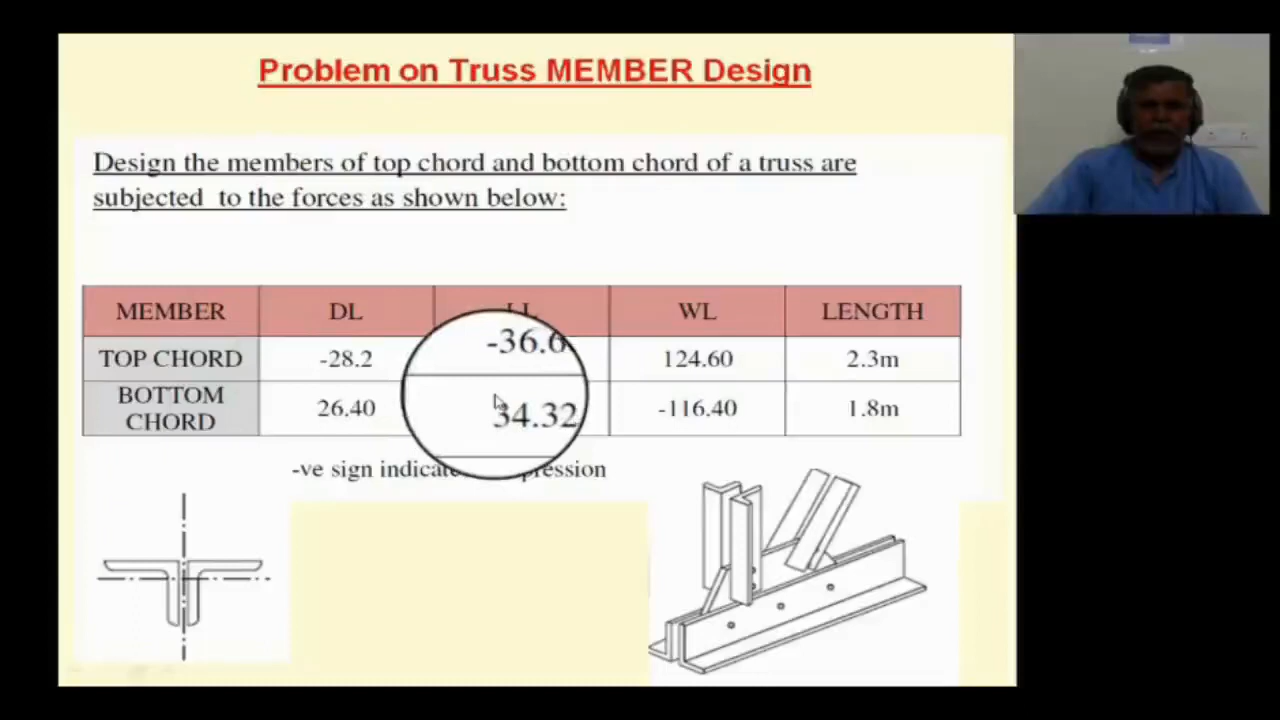 Problem on Truss MEMBER Design
Design the members of top chord and bottom chord of a truss are
subjected to the forces as shown below:
MEMBER DL LL WL LENGTH
TOP CHORD -28.2 -36.6 124.60 2.3m
BOTTOM CHORD 26.40 34.32 -116.40 1.8m
-ve sign